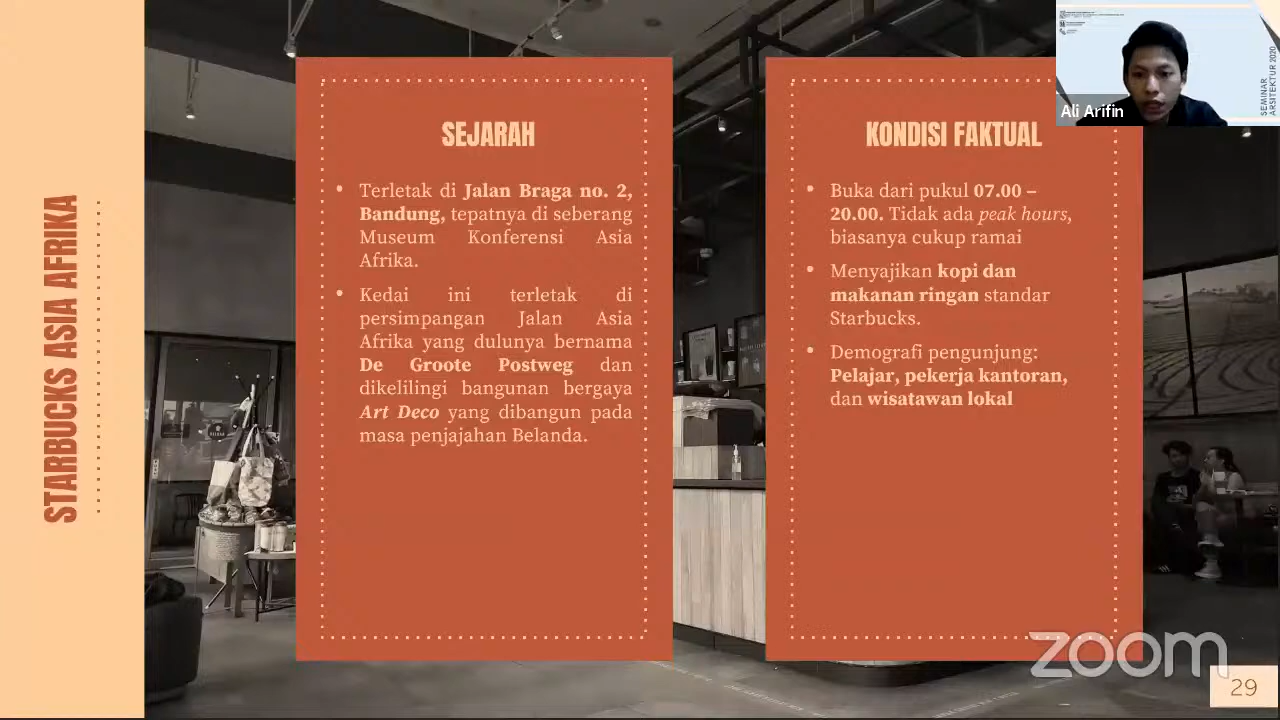 STARBUCKS ASIA AFRIKA
SEJARAH
• Terletak di Jalan Braga no. 2,
Bandung, tepatnya di seberang
Museum Konferensi Asia
Afrika.
• Kedai ini terletak di
persimpangan Jalan Asia
Afrika yang dulunya bernama
De Groote Postweg dan
dikelilingi bangunan bergaya
Art Deco yang dibangun pada
masa penjajahan Belanda.
KONDISI FAKTUAL
• Buka dari pukul 07.00 –
20.00. Tidak ada peak hours,
biasanya cukup ramai
• Menyajikan kopi dan
makanan ringan standar
Starbucks.
• Demografi pengunjung:
Pelajar, pekerja kantoran,
dan wisatawan lokal
Ali Arifin
SEMINAR
ARSITEKTUR 2020
zoom
29